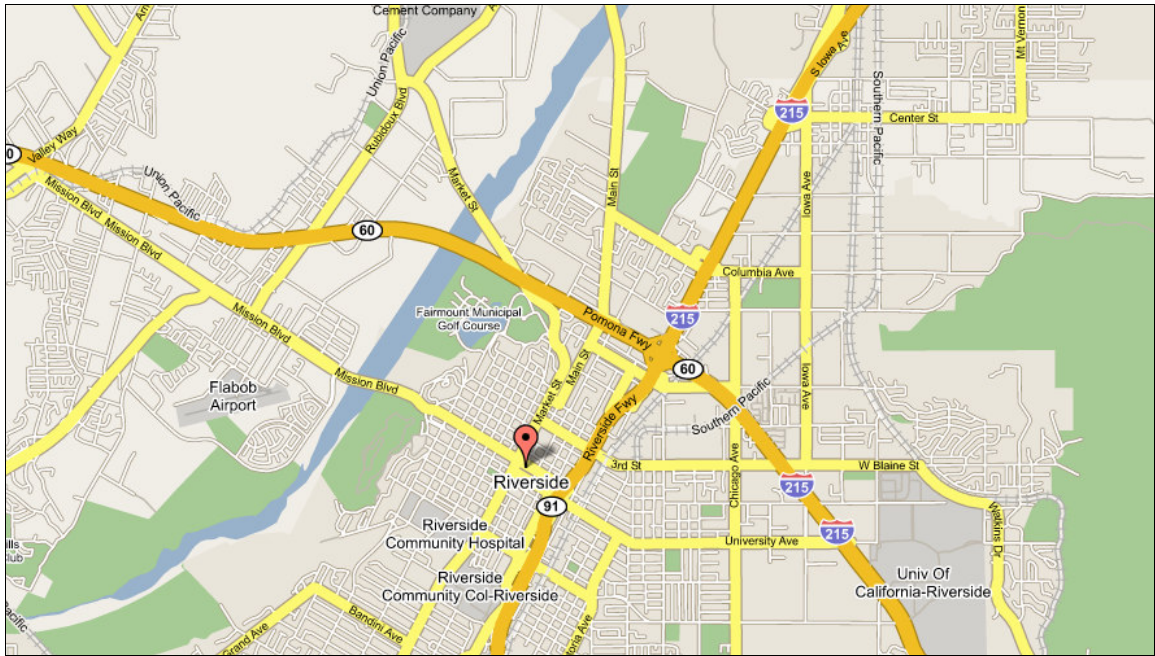 Cement Company
Union Pacific
S Iowa Ave
Mt Vernon
215
Center St
Southern Pacific
Rubidoux Blvd
Valley Way
Union Pacific
Mission Blvd
Mission Blvd
Market St
Main St
Iowa Ave
60
Columbia Ave
Fairmount Municipal
Golf Course
215
Pomona Fwy
Mission Blvd
Main St
60
Iowa Ave
Mission Blvd
Flabob
Airport
Market St
Riverside Fwy
Southern Pacific
3rd St
W Blaine St
Chicago Ave
Riverside
215
91
Riverside
Community Hospital
215
University Ave
Watkins Dr
Riverside
Community Col-Riverside
Univ Of
California-Riverside
Bandini Ave
Grand Ave